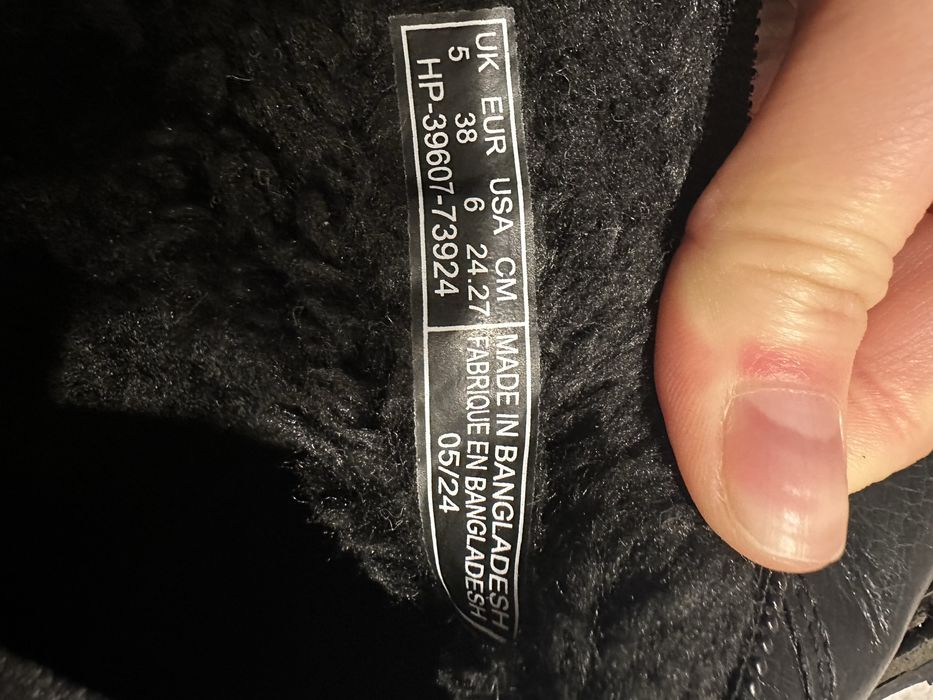 UK EUR USA CM
5 38 6 24.27
HP-39607-73924
MADE IN BANGLADESH
FABRIQUE EN BANGLADESH
05/24